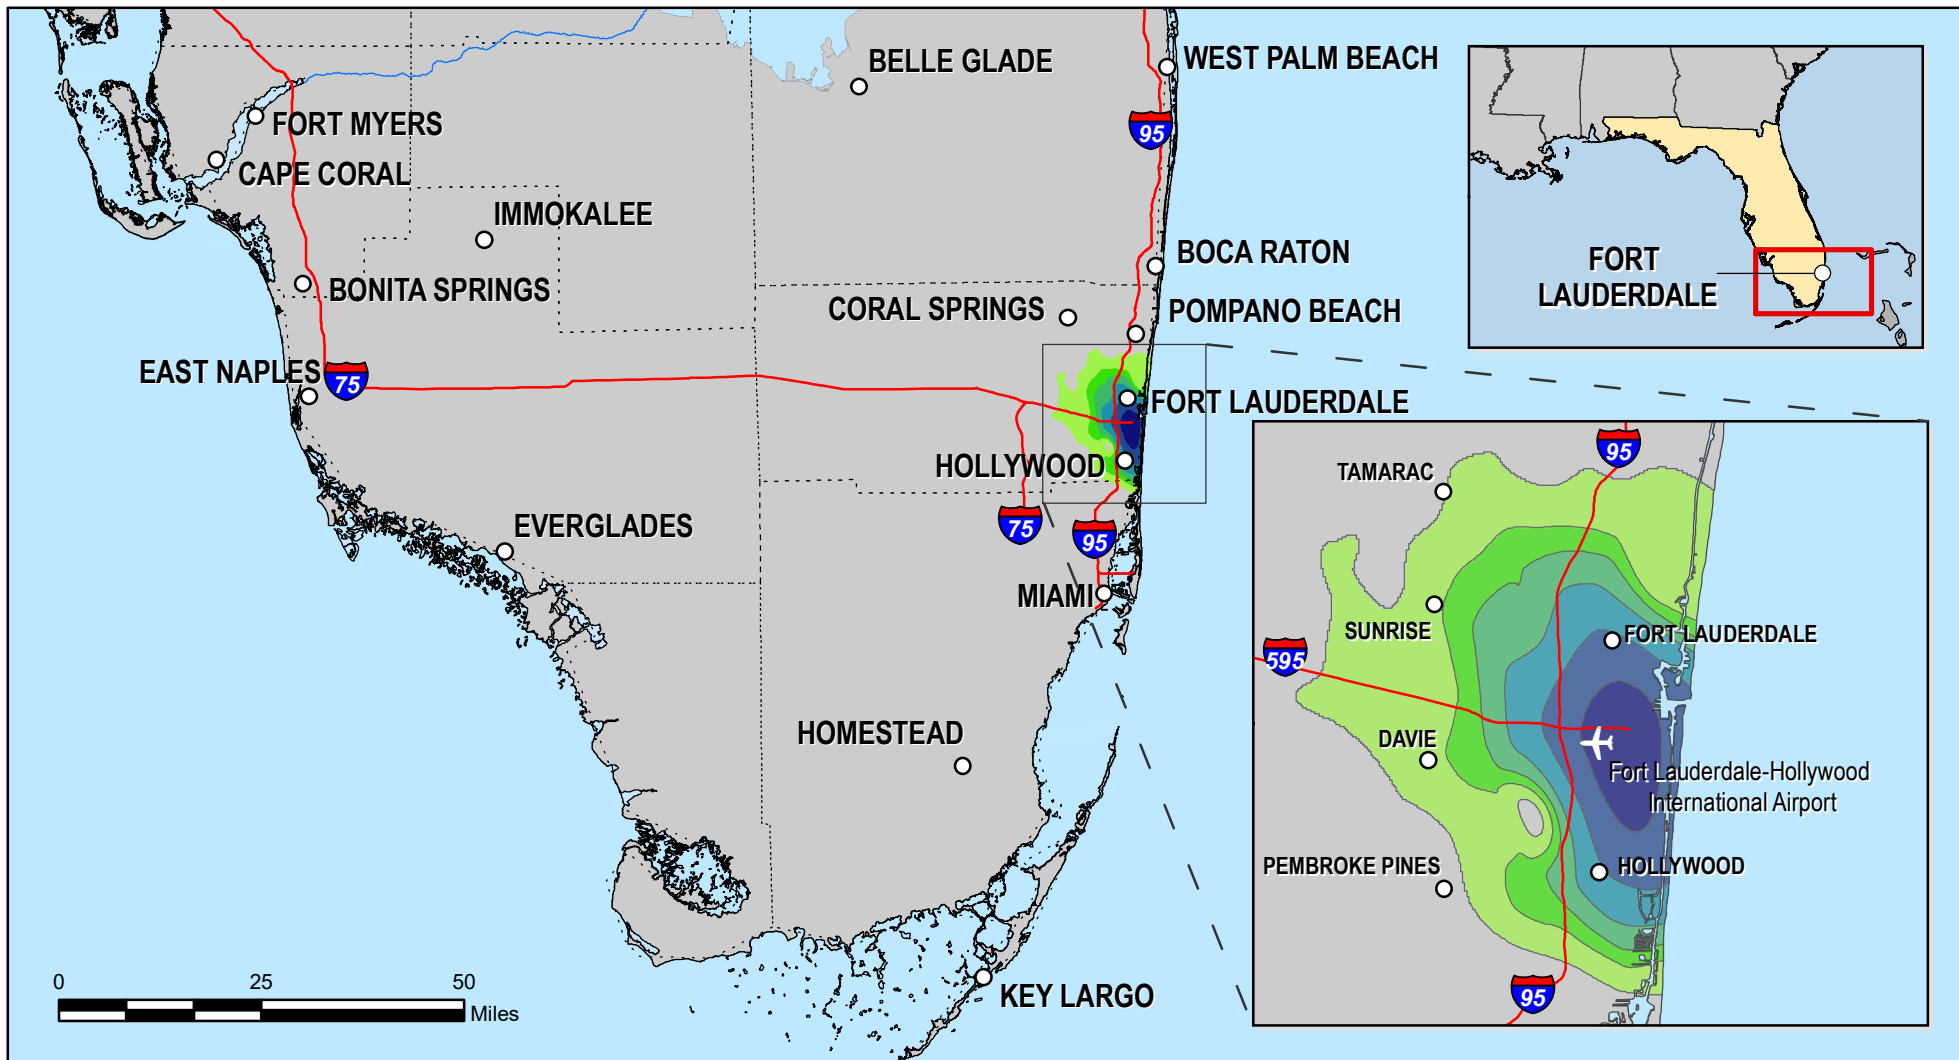 BELLE GLADE
WEST PALM BEACH
95
FORT MYERS
CAPE CORAL
IMMOKALEE
BONITA SPRINGS
BOCA RATON
CORAL SPRINGS
POMPANO BEACH
EAST NAPLES
75
FORT LAUDERDALE
HOLLYWOOD
EVERGLADES
75
95
MIAMI
HOMESTEAD
KEY LARGO
0 25 50
Miles
FORT
LAUDERDALE
95
TAMARAC
SUNRISE
FORT LAUDERDALE
595
DAVIE
Fort Lauderdale-Hollywood
International Airport
PEMBROKE PINES
HOLLYWOOD
95